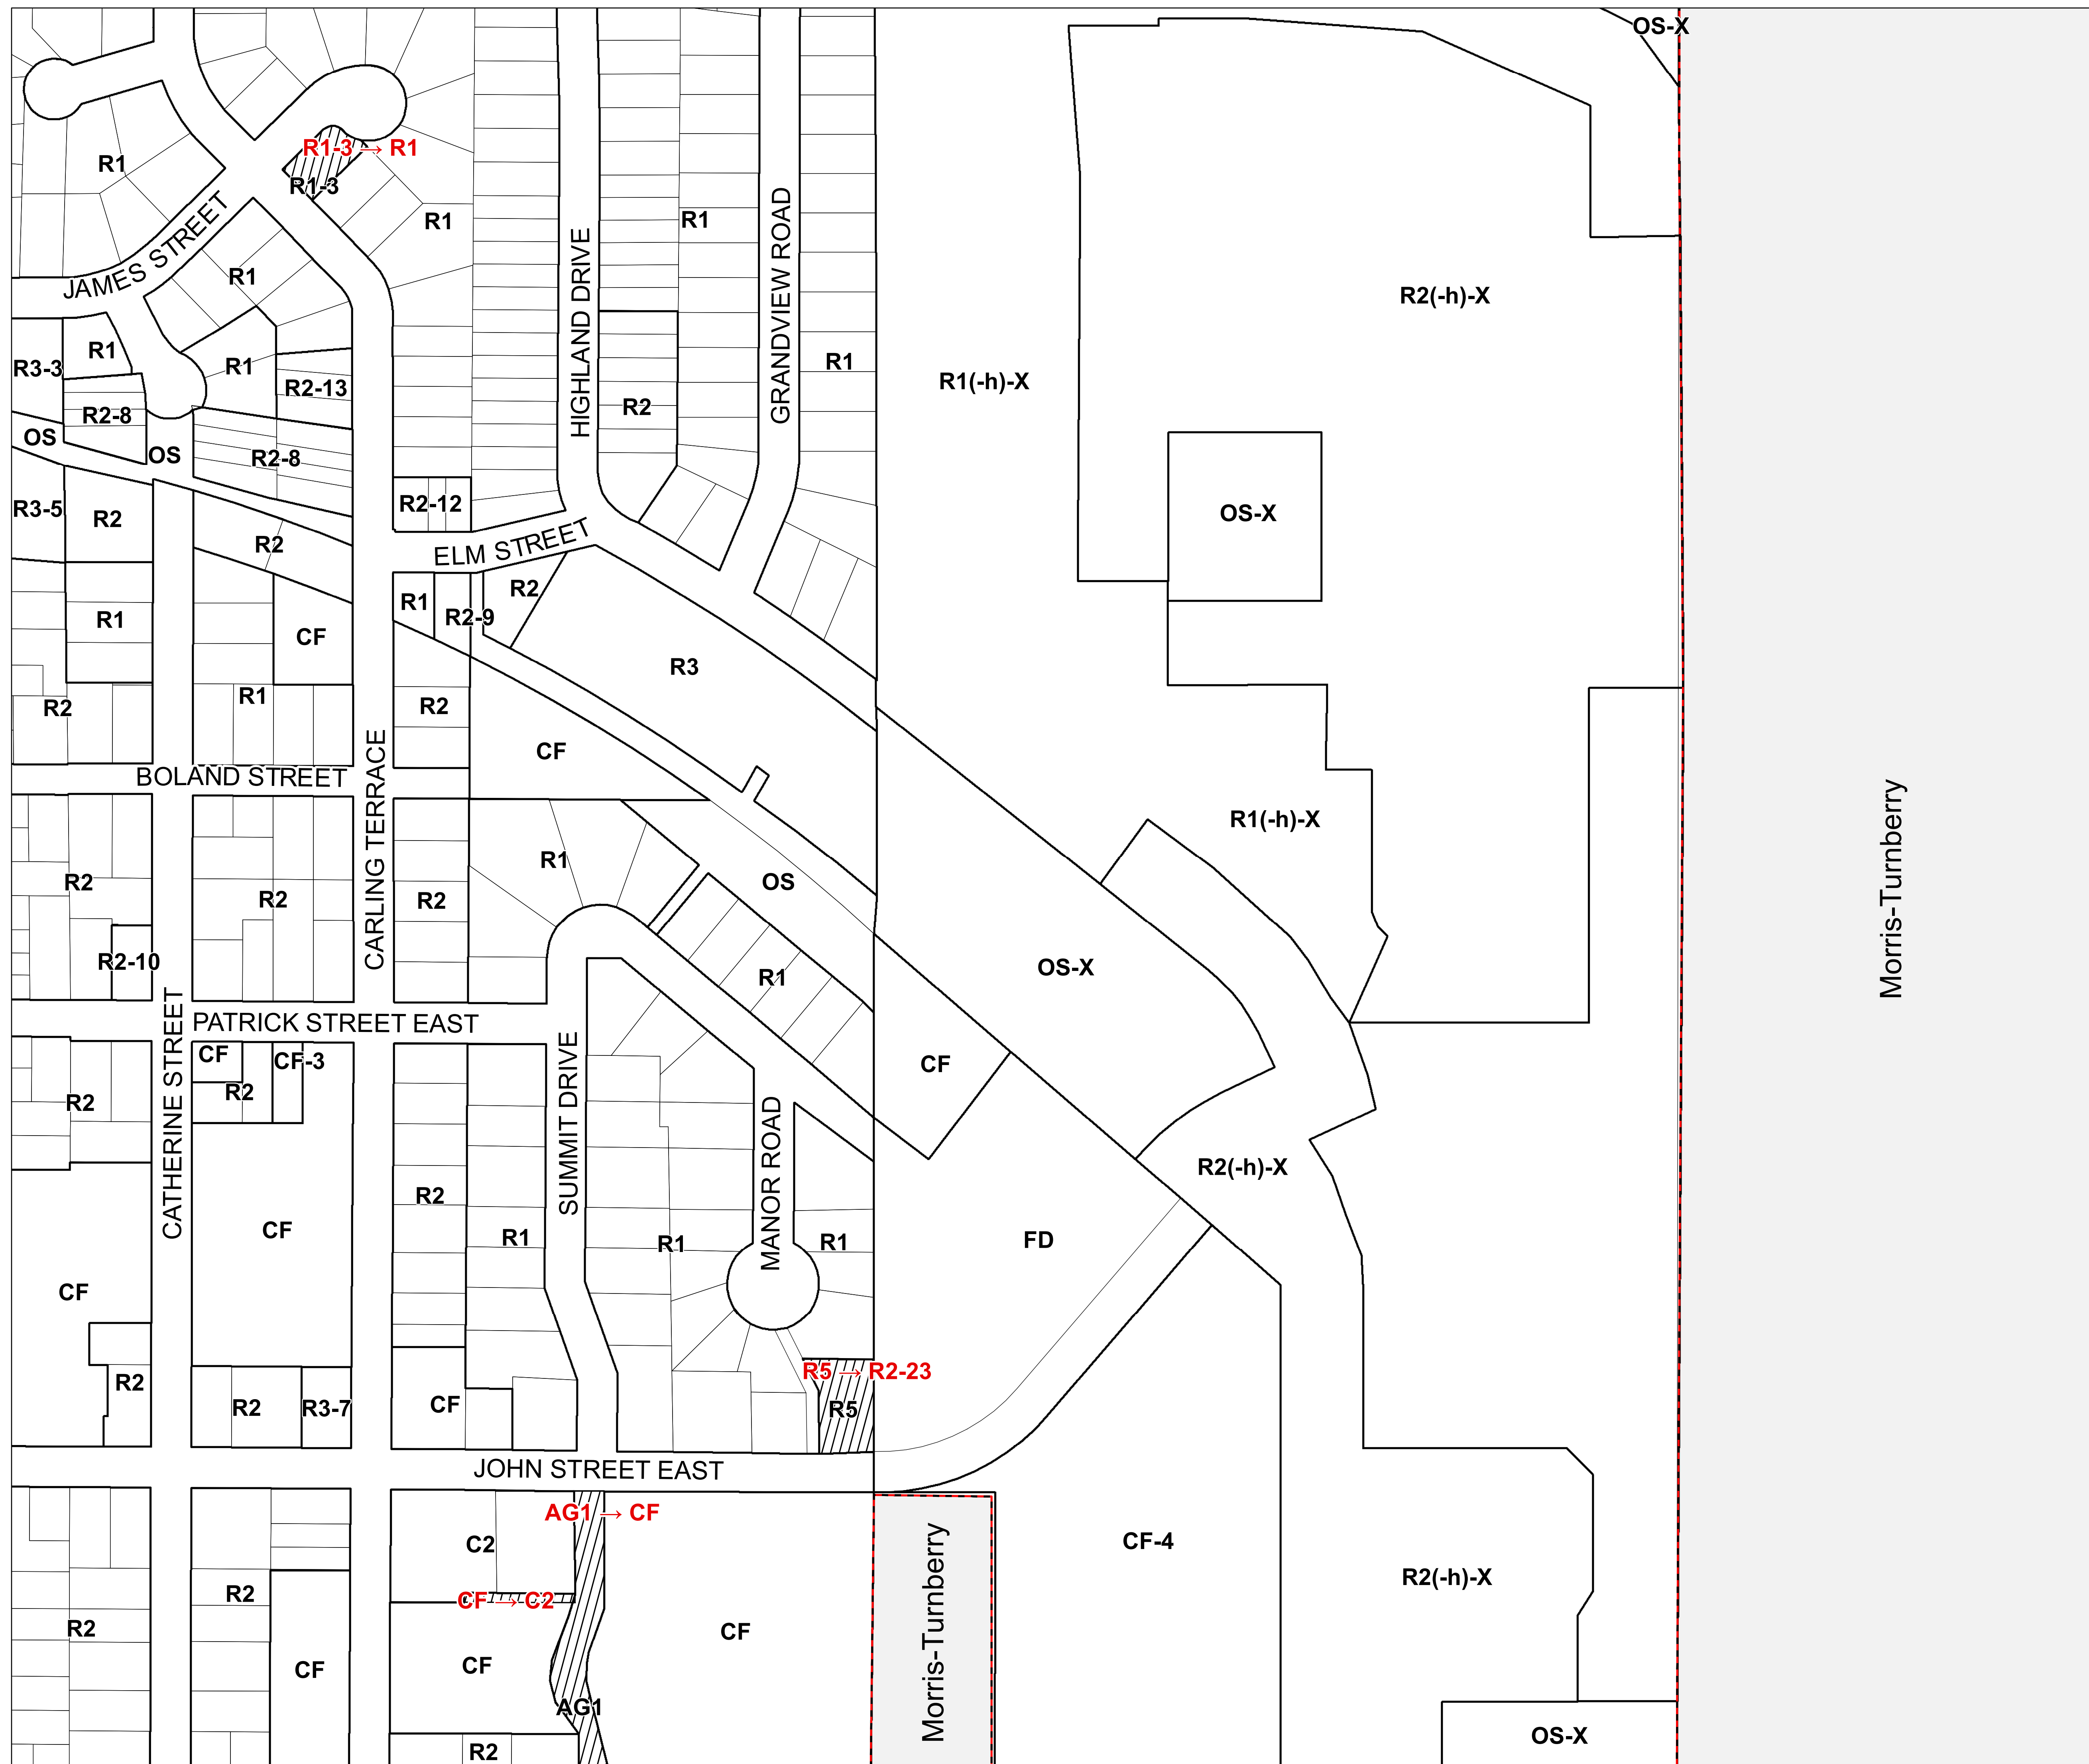 OS-X
R1
R1-3 → R1
R1-3
R1
R1
JAMES STREET
R1
HIGHLAND DRIVE
GRANDVIEW ROAD
R2(-h)-X
R1
R3-3
R1
R2-13
R1
R1(-h)-X
R2-8
R2
OS
OS
R2-8
R3-5
R2
R2-12
OS-X
R2
ELM STREET
R1
R1
R2-9
R2
CF
R3
R2
R1
R2
CF
BOLAND STREET
CARLING TERRACE
R1(-h)-X
Morris-Turnberry
R2
R2
R2
R1
OS
R2-10
R1
OS-X
CATHERINE STREET
PATRICK STREET EAST
CF
CF-3
R2
R2
SUMMIT DRIVE
MANOR ROAD
CF
R2(-h)-X
R2
R1
R1
R1
CF
FD
CF
R2
R2
R3-7
CF
R5 → R2-23
R5
JOHN STREET EAST
AG1 → CF
C2
CF → C2
R2
R2
CF
CF
AG1
R2
CF
Morris-Turnberry
CF-4
R2(-h)-X
OS-X